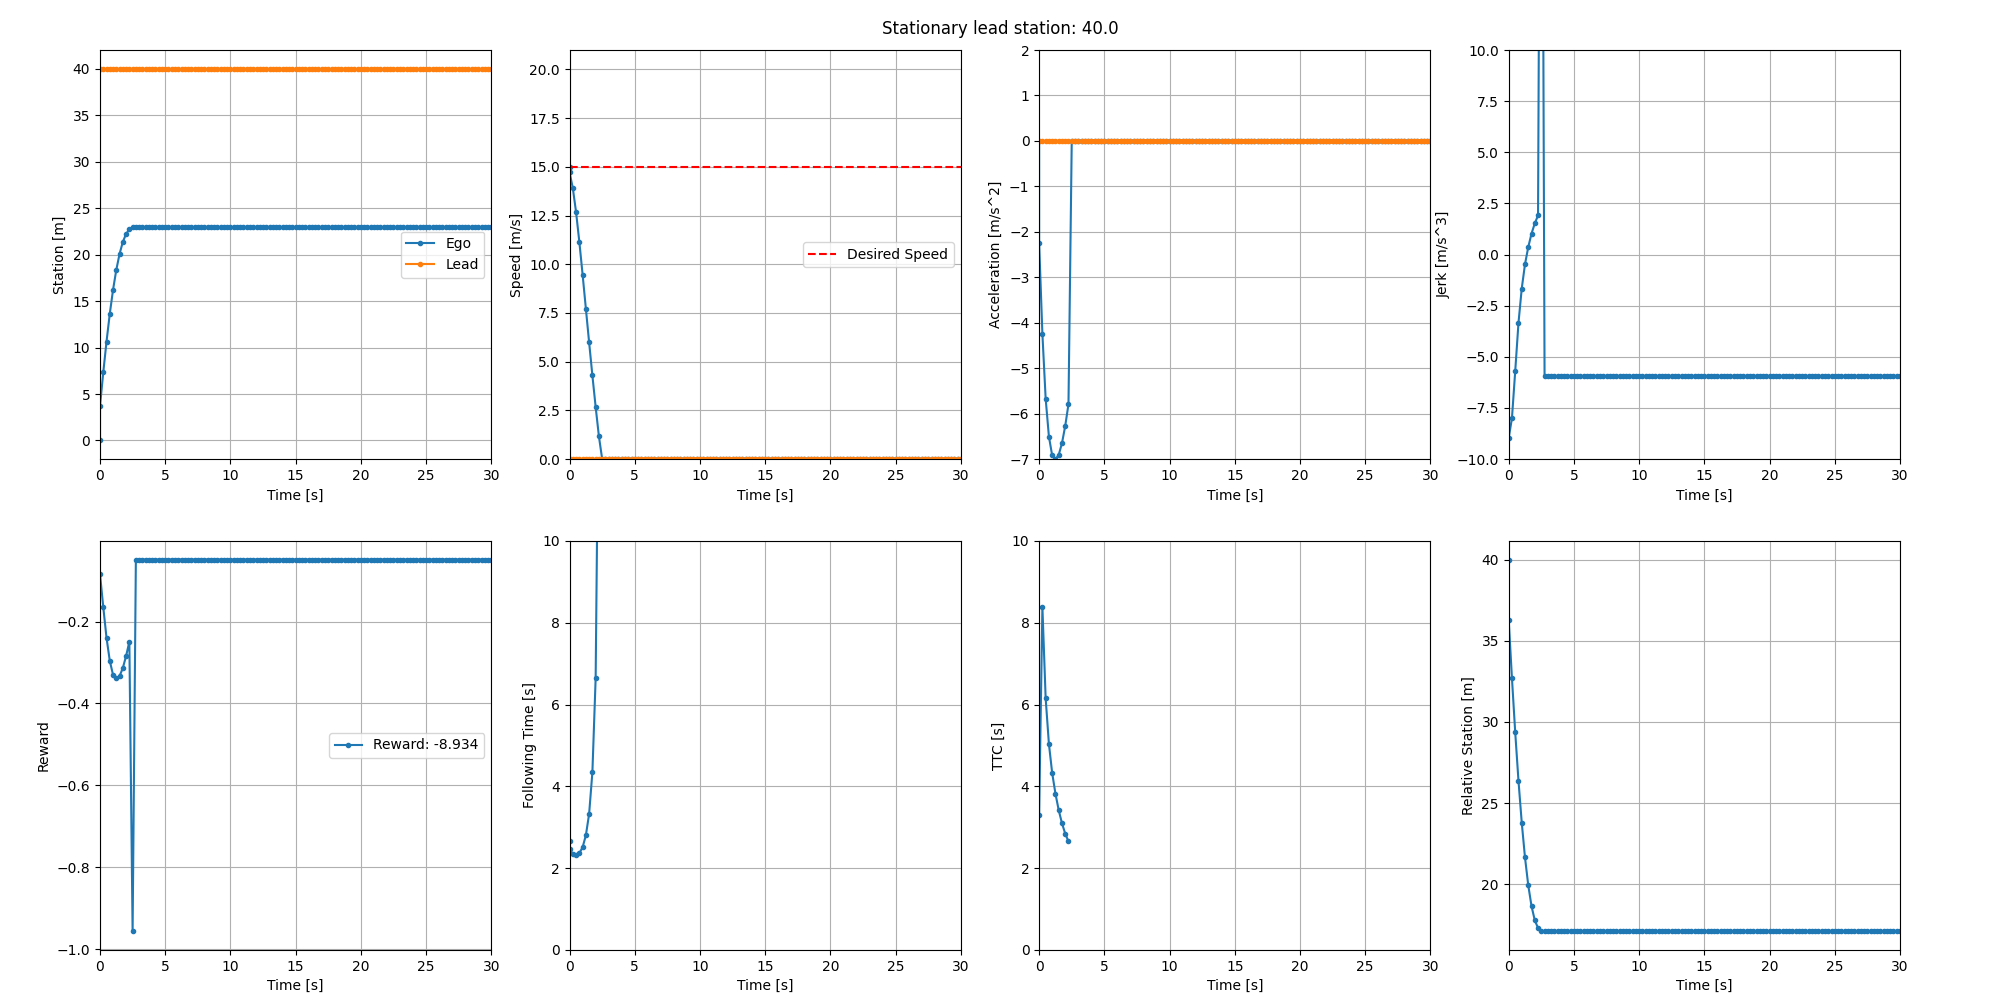 Stationary lead station: 40.0
40
35
30
25
20
15
10
5
0
Station [m]
0 5 10 15 20 25 30
Time [s]
Ego
Lead
20.0
17.5
15.0
12.5
10.0
7.5
5.0
2.5
0.0
Speed [m/s]
0 5 10 15 20 25 30
Time [s]
Desired Speed
2
1
0
−1
−2
−3
−4
−5
−6
−7
Acceleration [m/s^2]
0 5 10 15 20 25 30
Time [s]
10.0
7.5
5.0
2.5
0.0
−2.5
−5.0
−7.5
−10.0
Jerk [m/s^3]
0 5 10 15 20 25 30
Time [s]
−0.2
−0.4
−0.6
−0.8
−1.0
Reward
0 5 10 15 20 25 30
Time [s]
Reward: -8.934
10
8
6
4
2
0
Following Time [s]
0 5 10 15 20 25 30
Time [s]
10
8
6
4
2
0
TTC [s]
0 5 10 15 20 25 30
Time [s]
40
35
30
25
20
Relative Station [m]
0 5 10 15 20 25 30
Time [s]